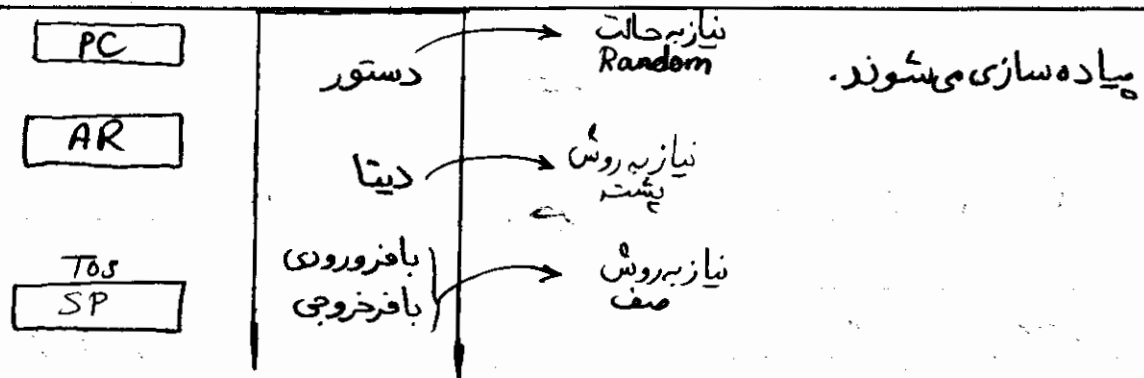 پیاده سازی می شوند.
نیاز به حالت
Random
دستور
PC
نیاز به روش
پشته
دیتا
AR
نیاز به روش
صف
بافر ورودی
بافر خروجی
TOS
SP